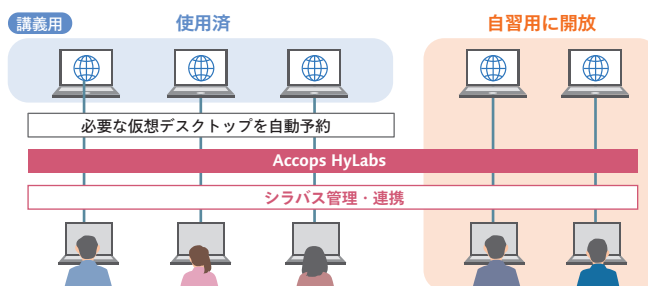 講義用
使用済
自習用に開放
必要な仮想デスクトップを自動予約
Accops HyLabs
シラバス管理・連携